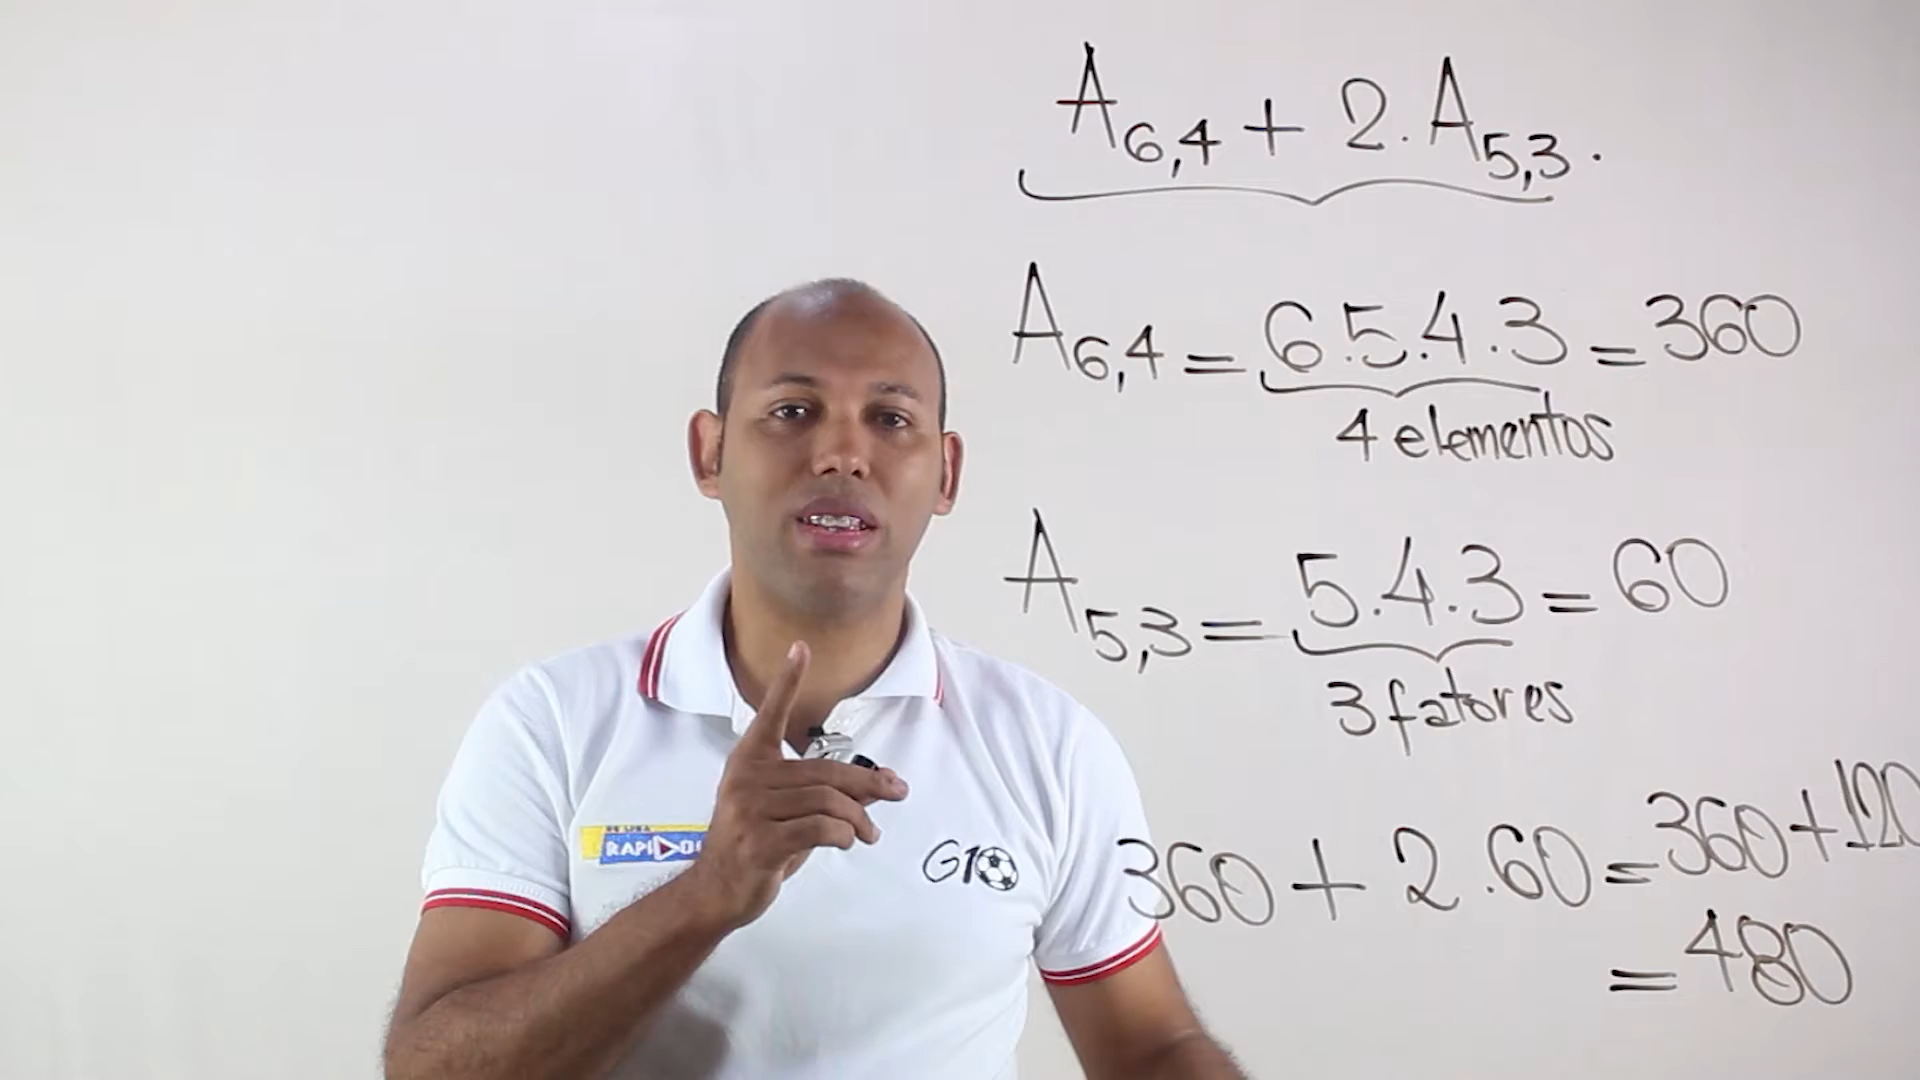 A6,4 + 2. A5,3.
A6,4 = 6.5.4.3 = 360
4 elementos
A5,3 = 5.4.3 = 60
3 fatores
360 + 2.60 = 360 + 120
= 480
G10